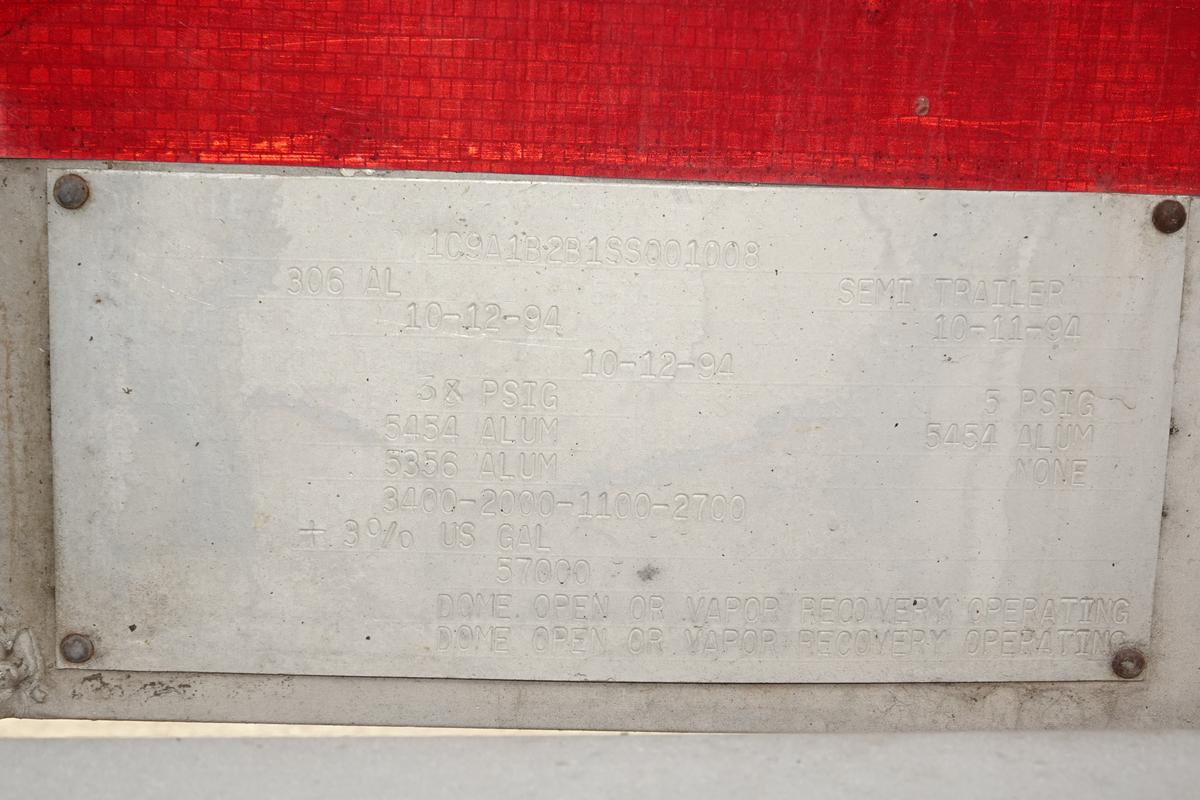 1C9A1B2B1SS001008
306 AL SEMI TRAILER
10-12-94 10-11-94
10-12-94
PSIG 5 PSIG
5454 ALUM 5454 ALUM
5356 ALUM NONE
3400-2000-1100-2700
+ 3% US GAL
57000
DOME OPEN OR VAPOR RECOVERY OPERATING
DOME OPEN OR VAPOR RECOVERY OPERATING